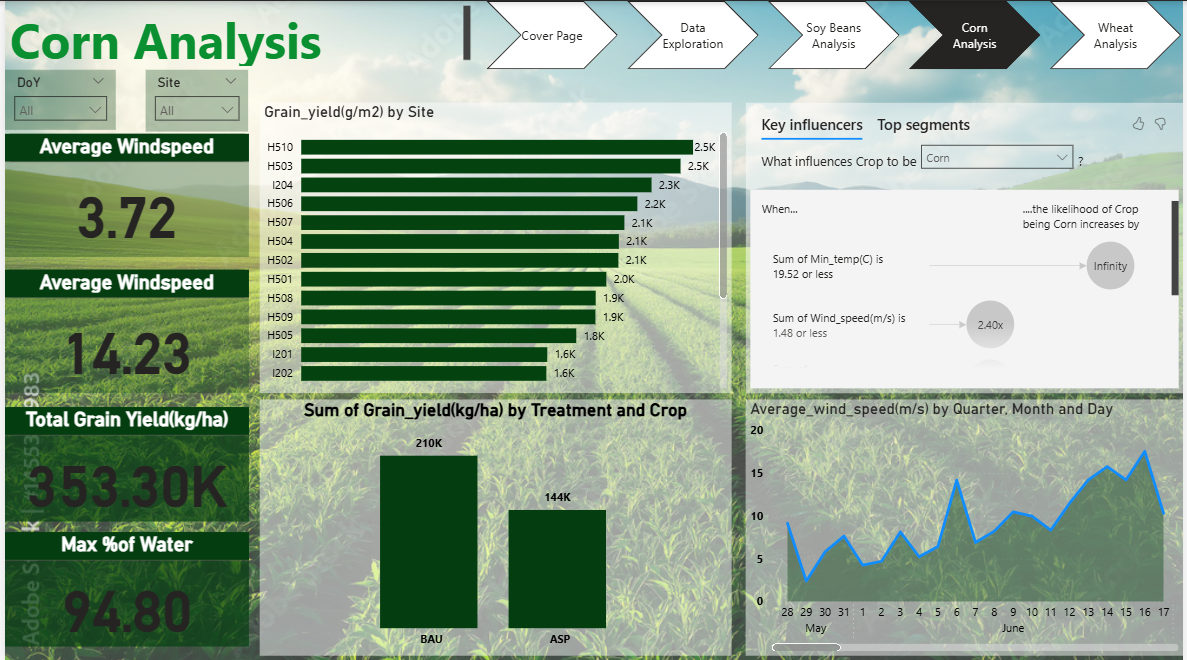 Corn Analysis
Cover Page
Data
Exploration
Soy Beans
Analysis
Corn
Analysis
Wheat
Analysis
DoY
All
Site
All
Average Windspeed
3.72
Average Windspeed
14.23
Total Grain Yield(kg/ha)
353.30K
Max %of Water
94.80
Grain_yield(g/m2) by Site
H510 2.5K
H503 2.5K
I204 2.3K
H506 2.2K
H507 2.1K
H504 2.1K
H502 2.1K
H501 2.0K
H508 1.9K
H509 1.9K
H505 1.8K
I201 1.6K
I202 1.6K
Key influencers Top segments
What influences Crop to be Corn ?
When...
....the likelihood of Crop
being Corn increases by
Sum of Min_temp(C) is
19.52 or less
Infinity
Sum of Wind_speed(m/s) is
1.48 or less
2.40x
Sum of Grain_yield(kg/ha) by Treatment and Crop
210K
144K
BAU
ASP
Average_wind_speed(m/s) by Quarter, Month and Day
20
15
10
5
0
28 29 30 31 1 2 3 4 5 6 7 8 9 10 11 12 13 14 15 16 17
May June